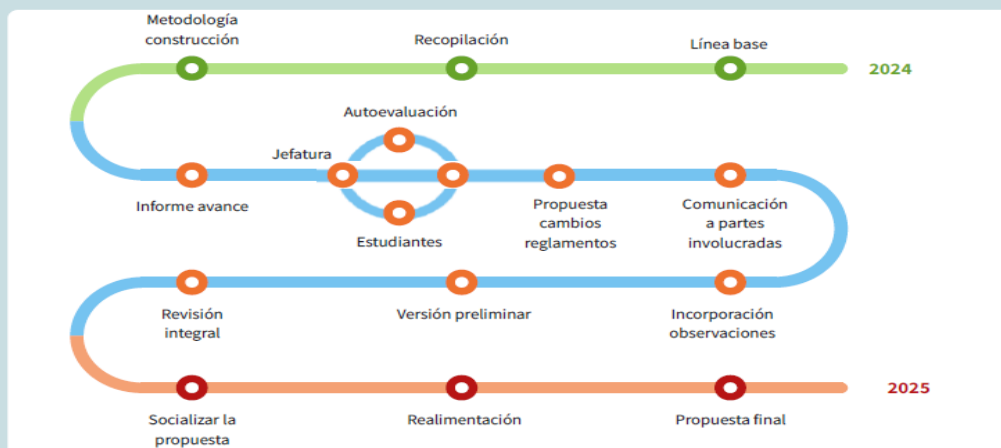 Metodología
construcción
Recopilación
Línea base
2024
Autoevaluación
Jefatura
Estudiantes
Informe avance
Propuesta
cambios
reglamentos
Comunicación
a partes
involucradas
Revisión
integral
Versión preliminar
Incorporación
observaciones
2025
Socializar la
propuesta
Realimentación
Propuesta final